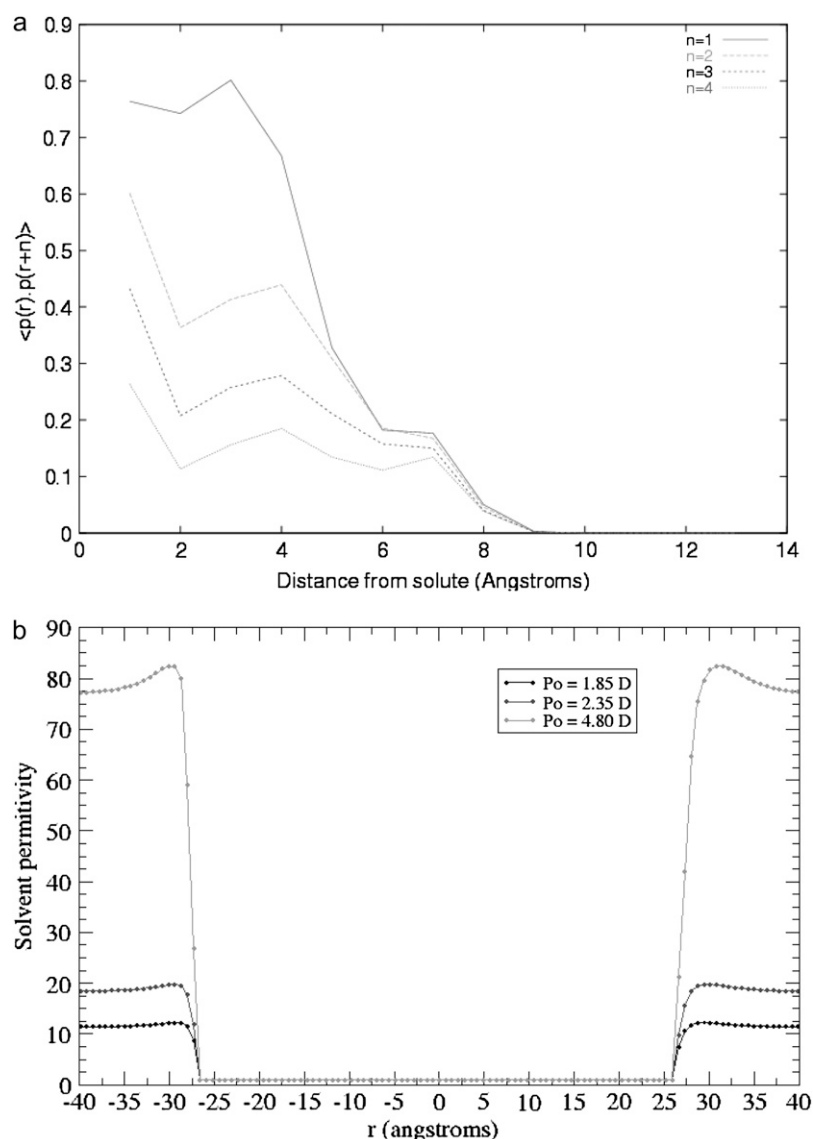 a
0.9
0.8
0.7
0.6
0.5
0.4
0.3
0.2
0.1
0
<p(r).p(r+n)>
n=1
n=2
n=3
n=4
0 2 4 6 8 10 12 14
Distance from solute (Angstroms)
b
90
80
70
60
50
40
30
20
10
0
Solvent permitivity
Po = 1.85 D
Po = 2.35 D
Po = 4.80 D
-40 -35 -30 -25 -20 -15 -10 -5 0 5 10 15 20 25 30 35 40
r (angstroms)